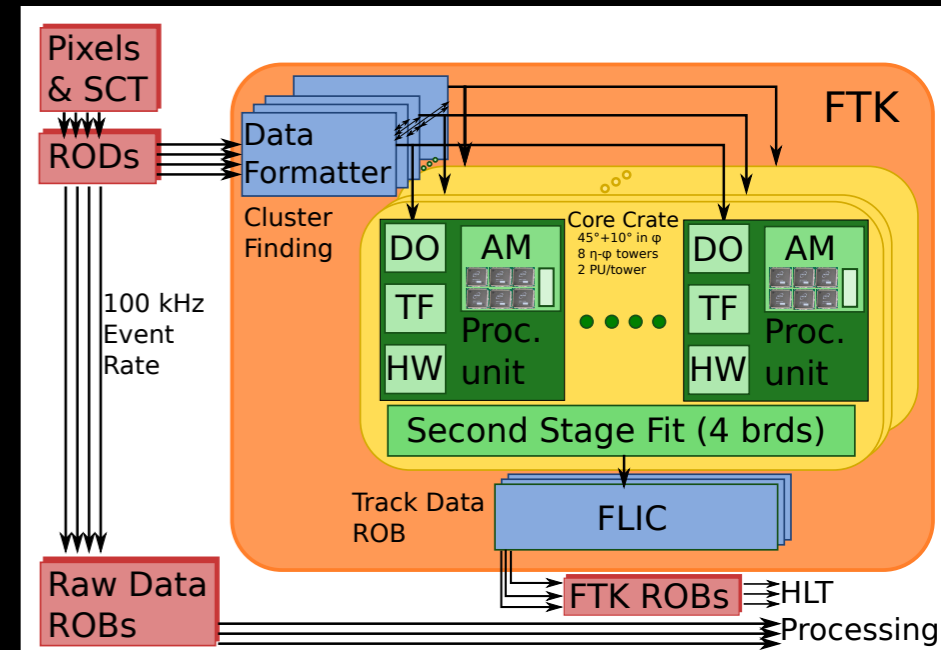 Pixels
& SCT
FTK
RODs
Data
Formatter
Cluster
Finding
Core Crate
45°+10° in φ
8 η-φ towers
2 PU/tower
DO
AM
TF
Proc.
HW
unit
DO
AM
TF
Proc.
HW
unit
100 kHz
Event
Rate
Second Stage Fit (4 brds)
Track Data
ROB
FLIC
Raw Data
ROBs
FTK ROBs
HLT
Processing